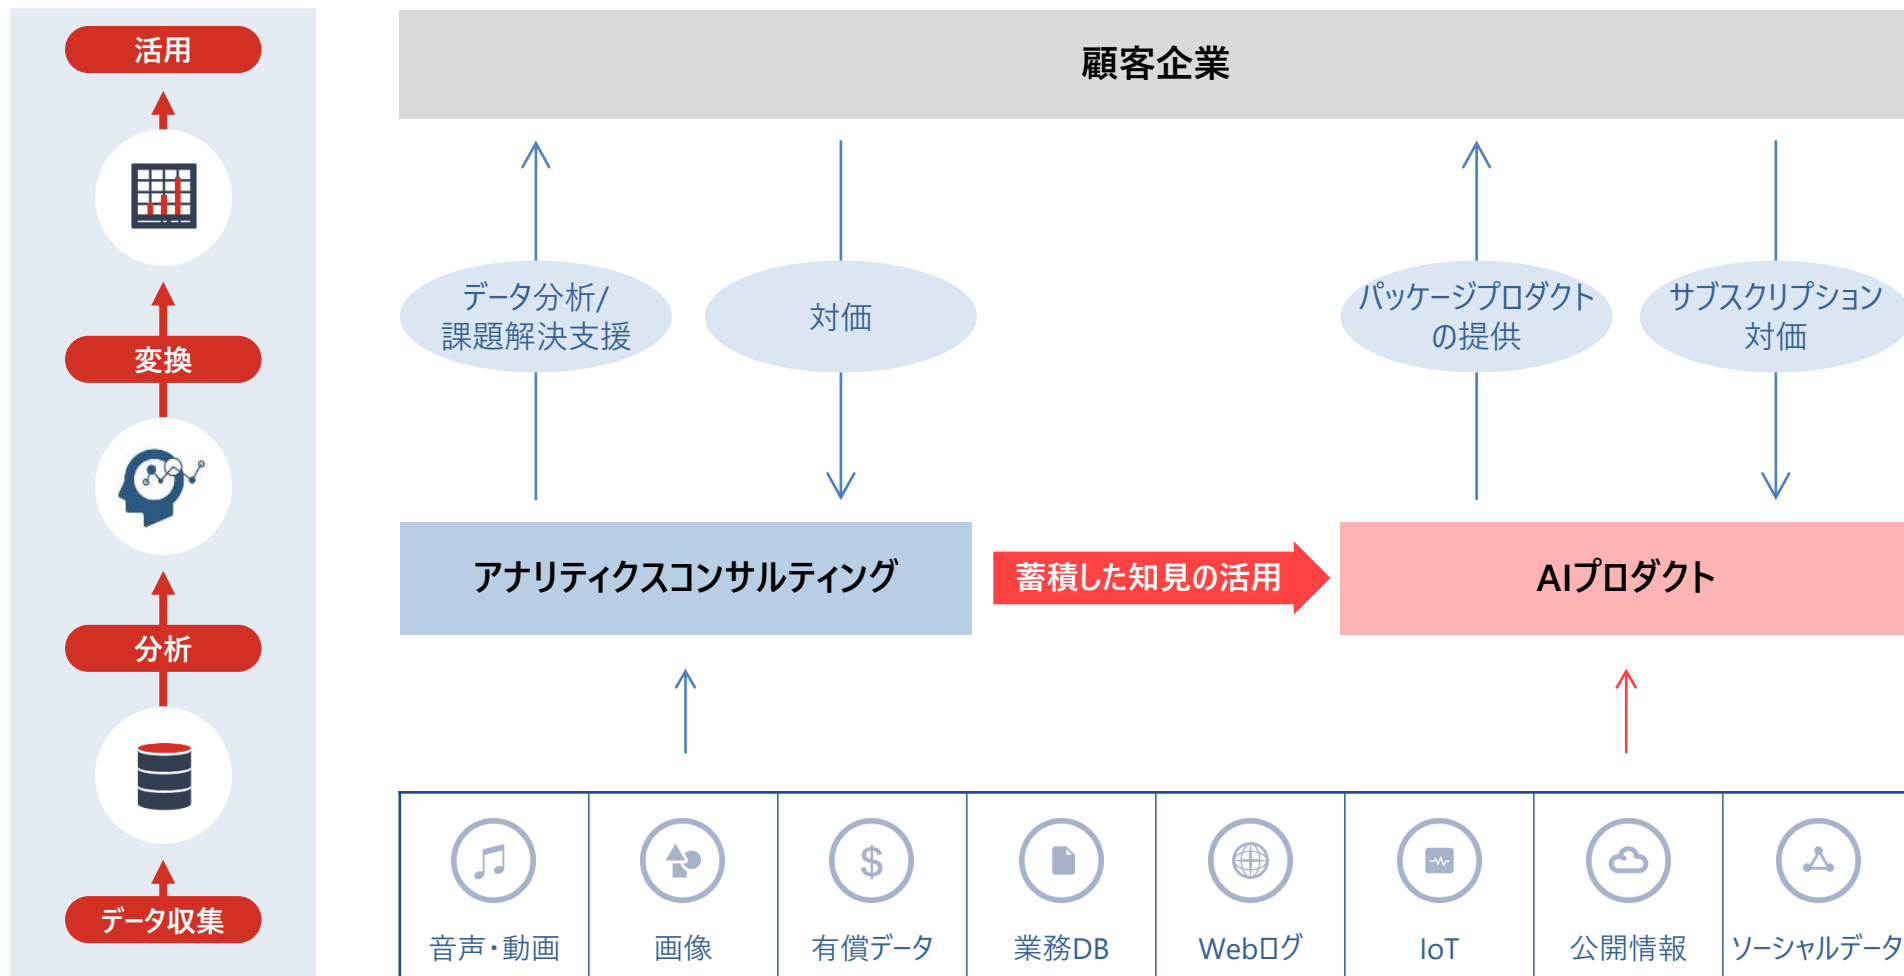 活用
変換
分析
データ収集
顧客企業
データ分析/
課題解決支援
対価
パッケージプロダクト
の提供
サブスクリプション
対価
アナリティクスコンサルティング
蓄積した知見の活用
AIプロダクト
$
音声・動画
画像
有償データ
業務DB
Webログ
IoT
公開情報
ソーシャルデータ